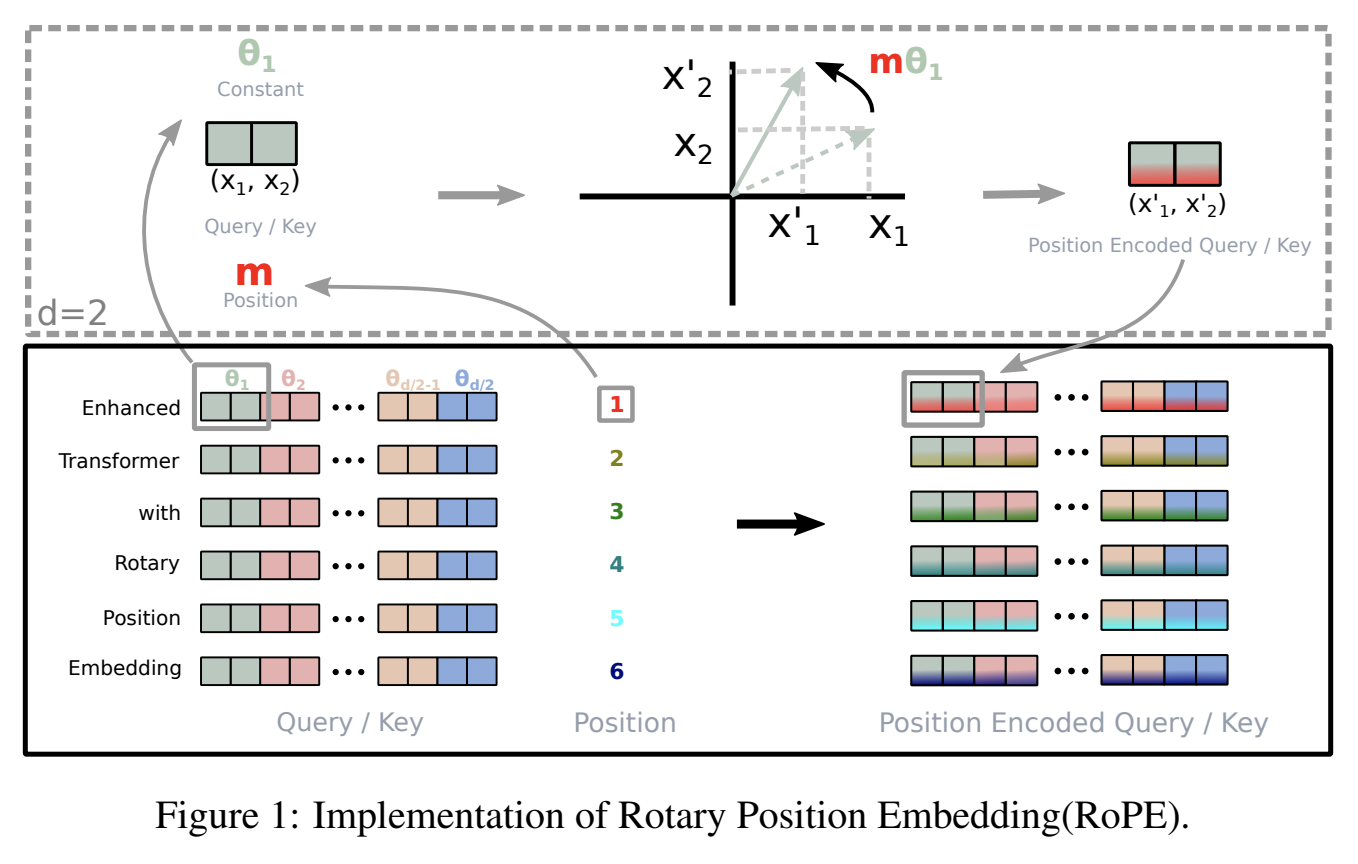 θ₁
Constant
(x₁, x₂)
Query / Key
m
Position
d=2
x'₂
x₂
x'₁
x₁
mθ₁
(x'₁, x'₂)
Position Encoded Query / Key
θ₁ θ₂ θ_{d/2-1} θ_{d/2}
Enhanced ••• 1 •••
Transformer ••• 2 •••
with ••• 3 •••
Rotary ••• 4 •••
Position ••• 5 •••
Embedding ••• 6 •••
Query / Key Position Position Encoded Query / Key
Figure 1: Implementation of Rotary Position Embedding(RoPE).